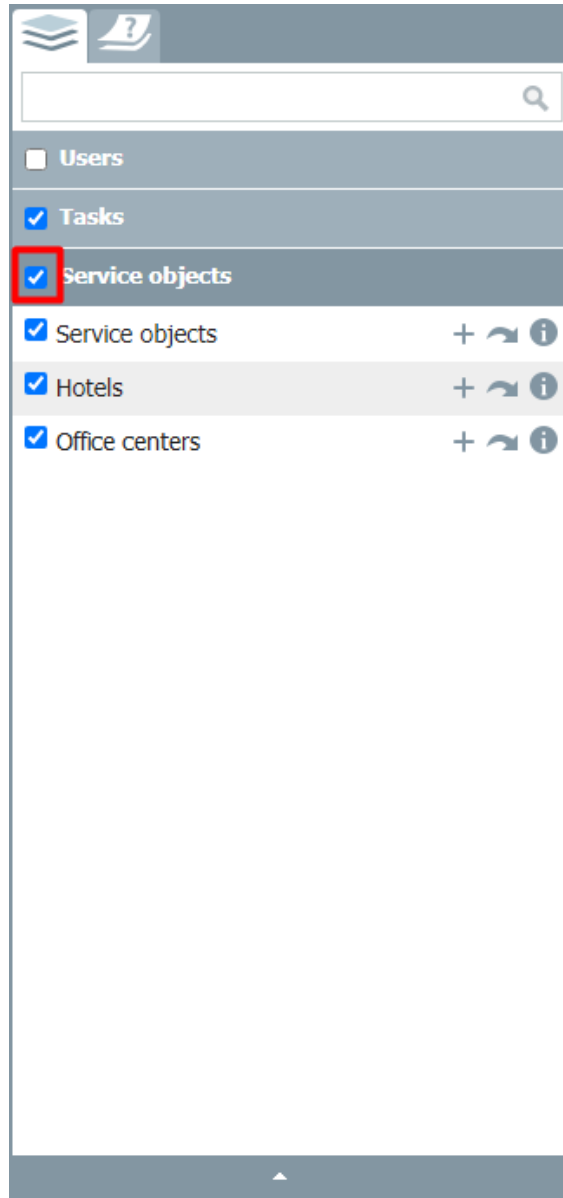 ?
Users
Tasks
Service objects
Service objects
Hotels
Office centers